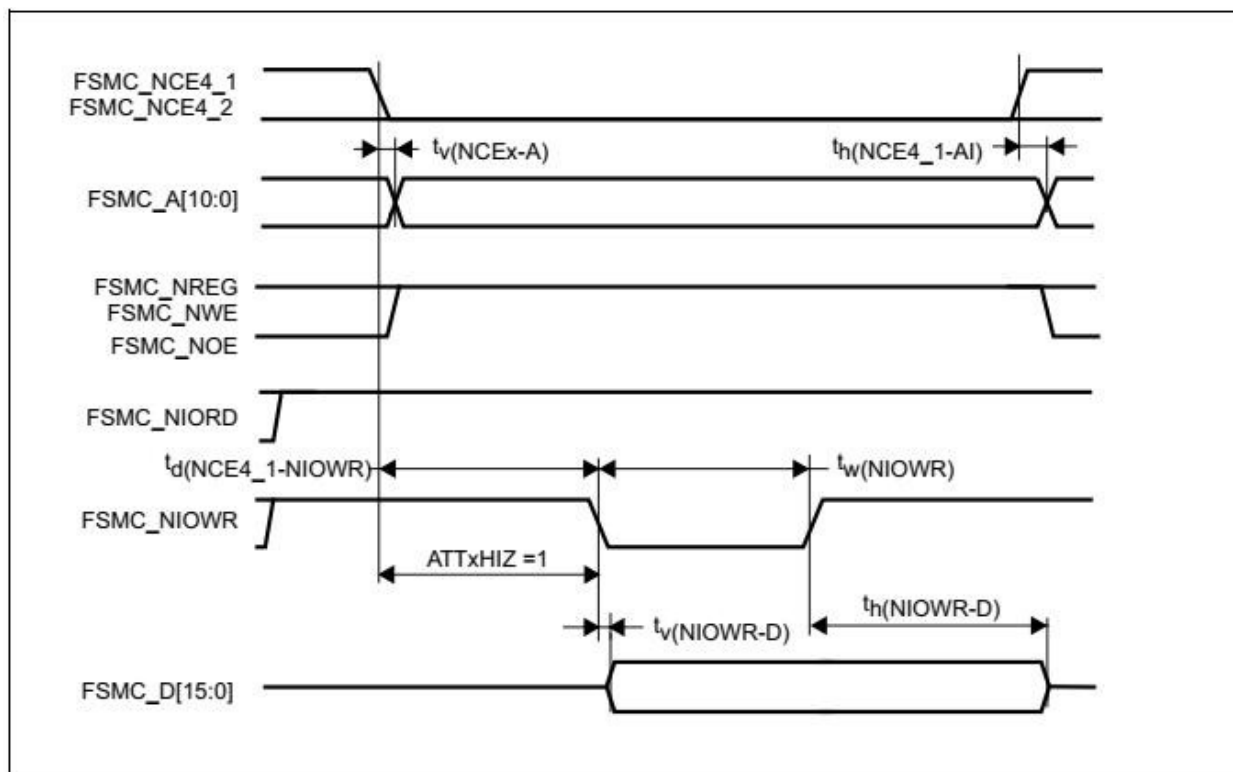 FSMC_NCE4_1
FSMC_NCE4_2
tv(NCEx-A)
th(NCE4_1-AI)
FSMC_A[10:0]
FSMC_NREG
FSMC_NWE
FSMC_NOE
FSMC_NIORD
td(NCE4_1-NIOWR)
tw(NIOWR)
FSMC_NIOWR
ATTxHIZ =1
th(NIOWR-D)
tv(NIOWR-D)
FSMC_D[15:0]